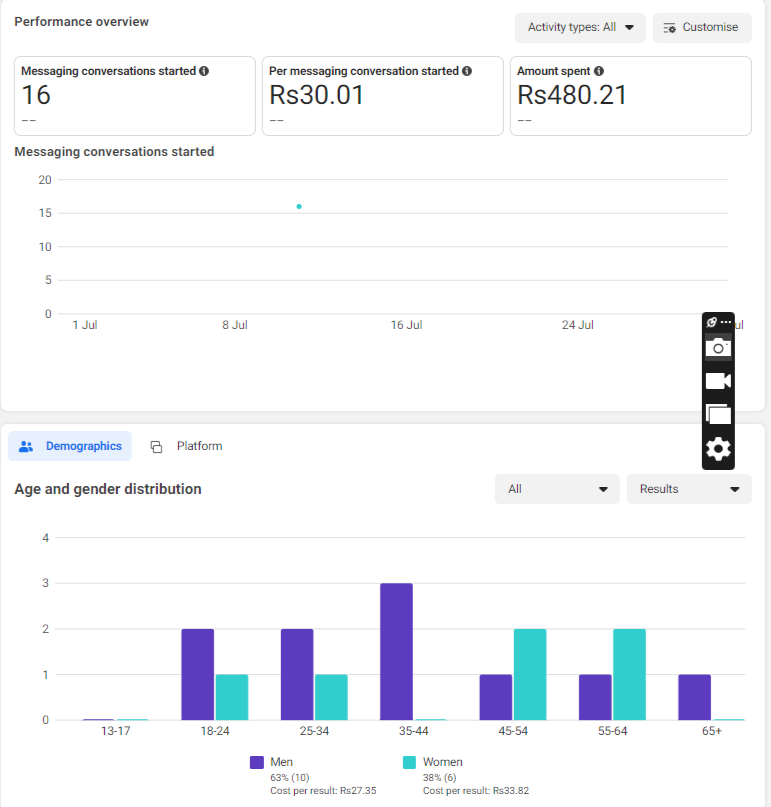 Performance overview
Activity types: All
Customise
Messaging conversations started
16
--
Per messaging conversation started
Rs30.01
--
Amount spent
Rs480.21
--
Messaging conversations started
20
15
10
5
0
1 Jul
8 Jul
16 Jul
24 Jul
ul
Demographics
Platform
Age and gender distribution
All
Results
4
3
2
1
0
13-17
18-24
25-34
35-44
45-54
55-64
65+
Men
63% (10)
Cost per result: Rs27.35
Women
38% (6)
Cost per result: Rs33.82